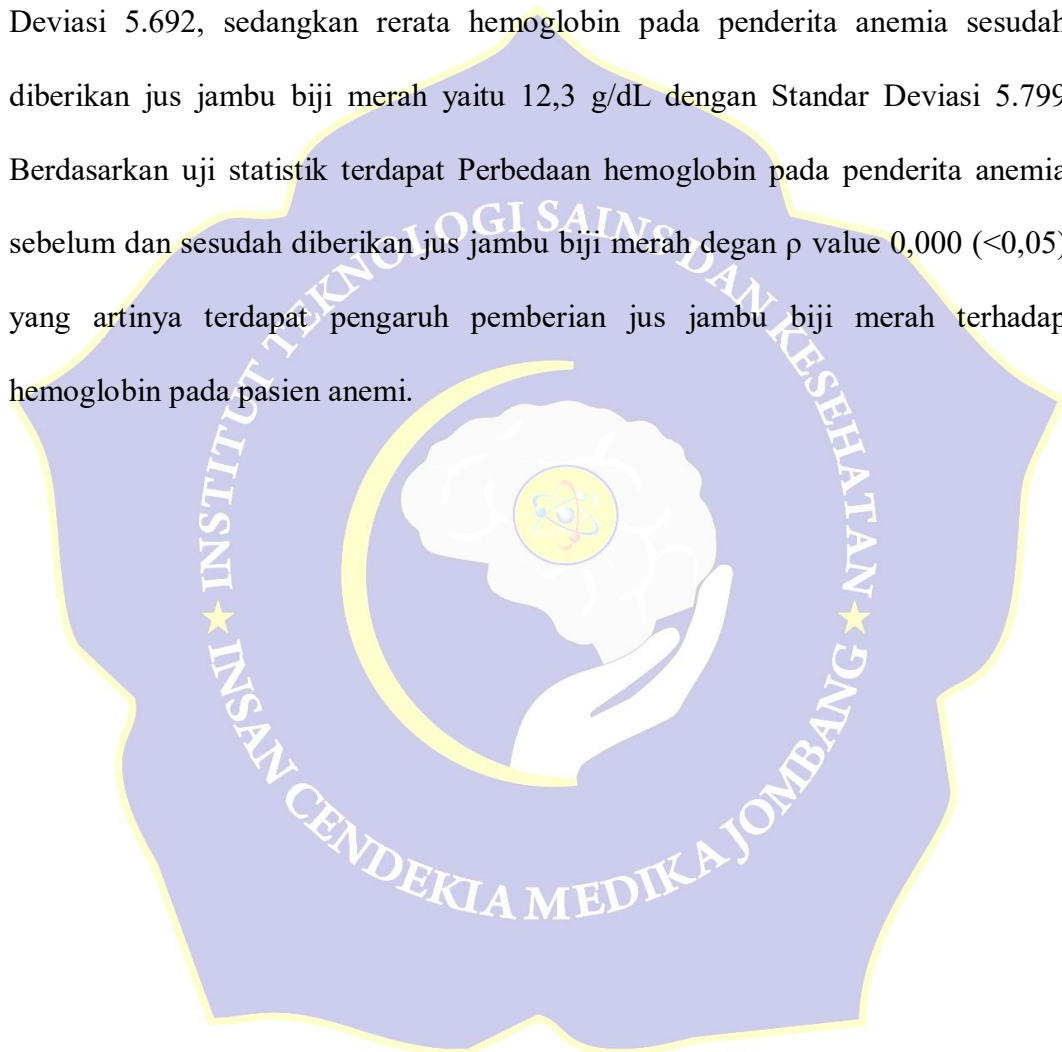 Deviasi 5.692, sedangkan rerata hemoglobin pada penderita anemia sesudah
diberikan jus jambu biji merah yaitu 12,3 g/dL dengan Standar Deviasi 5.799
Berdasarkan uji statistik terdapat Perbedaan hemoglobin pada penderita anemia
sebelum dan sesudah diberikan jus jambu biji merah degan ρ value 0,000 (<0,05)
yang artinya terdapat pengaruh pemberian jus jambu biji merah terhadap
hemoglobin pada pasien anemi.
INSTITUT TEKNOLOGI SAINS DAN KESEHATAN
INSAN CENDEKIA MEDIKA JOMBANG